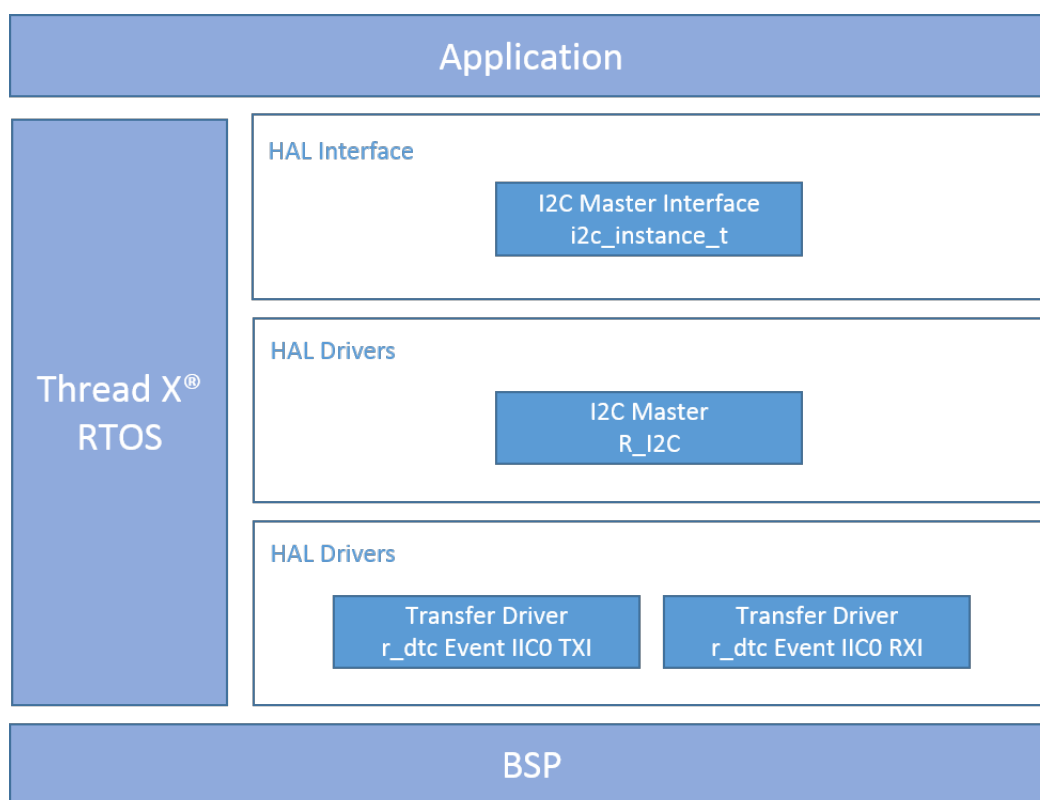 Application
Thread X®
RTOS
HAL Interface
I2C Master Interface
i2c_instance_t
HAL Drivers
I2C Master
R_I2C
HAL Drivers
Transfer Driver
r_dtc Event IIC0 TXI
Transfer Driver
r_dtc Event IIC0 RXI
BSP